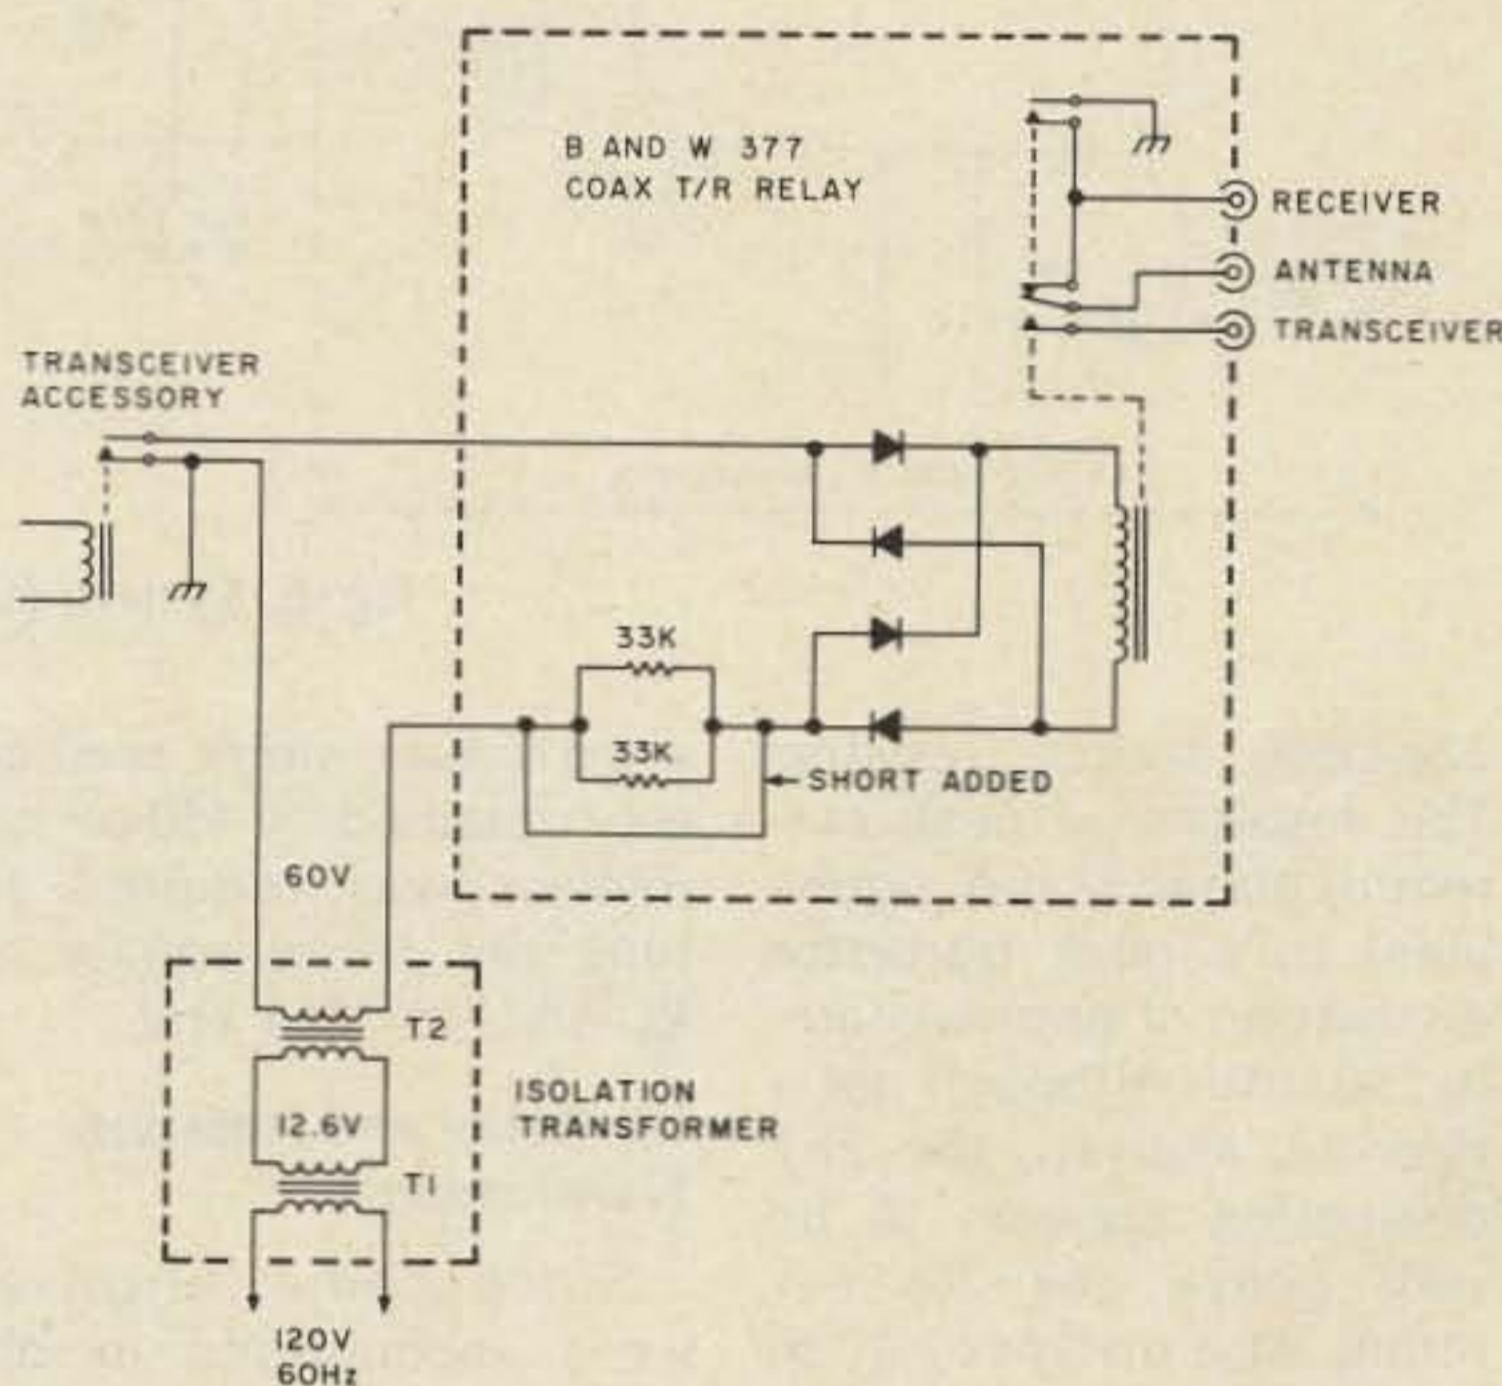 B AND W 377
COAX T/R RELAY
RECEIVER
ANTENNA
TRANSCEIVER
TRANSCEIVER
ACCESSORY
33K
33K
SHORT ADDED
60V
T2
ISOLATION
TRANSFORMER
12.6V
T1
120V
60Hz